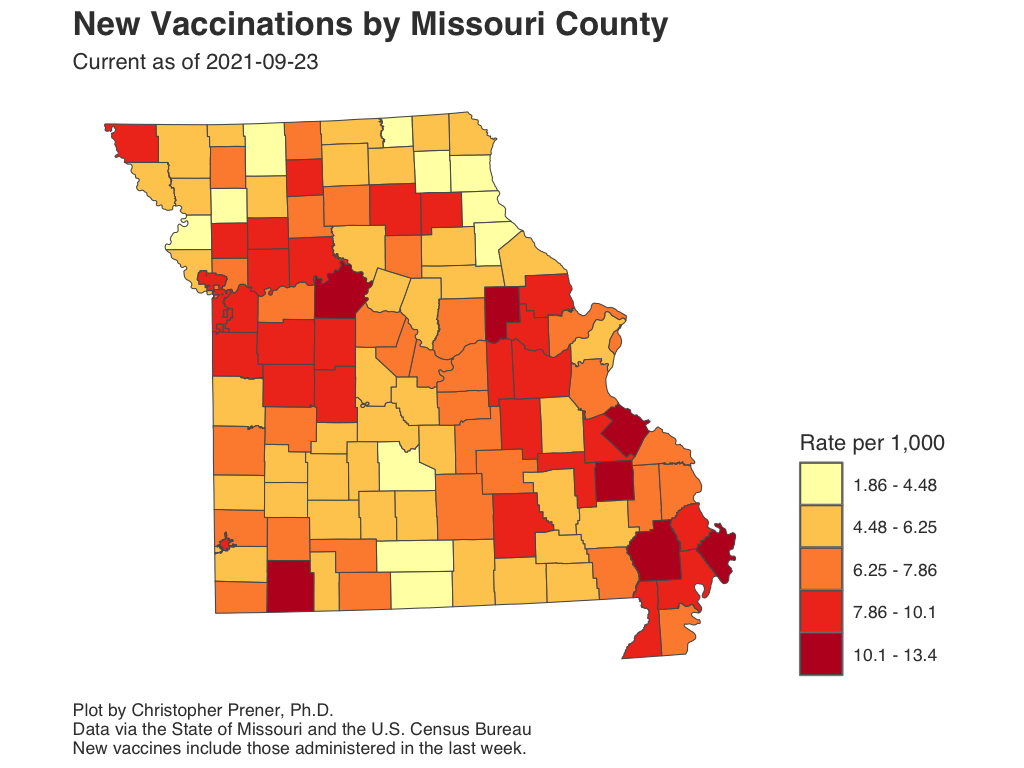 New Vaccinations by Missouri County
Current as of 2021-09-23
Rate per 1,000
1.86 - 4.48
4.48 - 6.25
6.25 - 7.86
7.86 - 10.1
10.1 - 13.4
Plot by Christopher Prener, Ph.D.
Data via the State of Missouri and the U.S. Census Bureau
New vaccines include those administered in the last week.